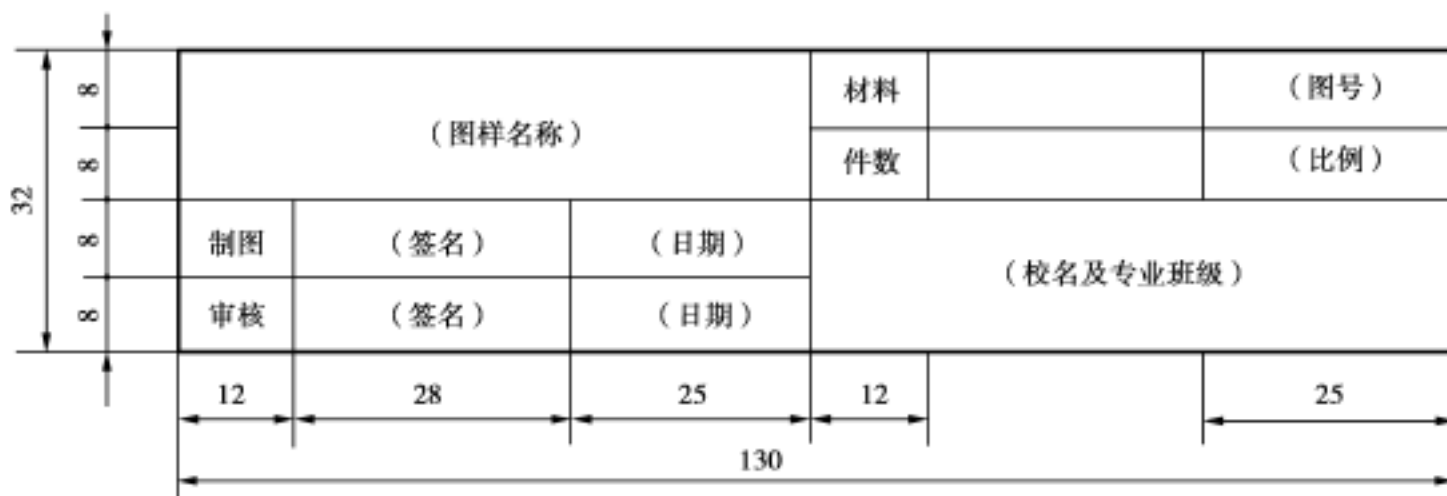 8
8
8
8
32
材料
（图号）
（图样名称）
件数
（比例）
制图
（签名）
（日期）
（校名及专业班级）
审核
（签名）
（日期）
12
28
25
12
25
130